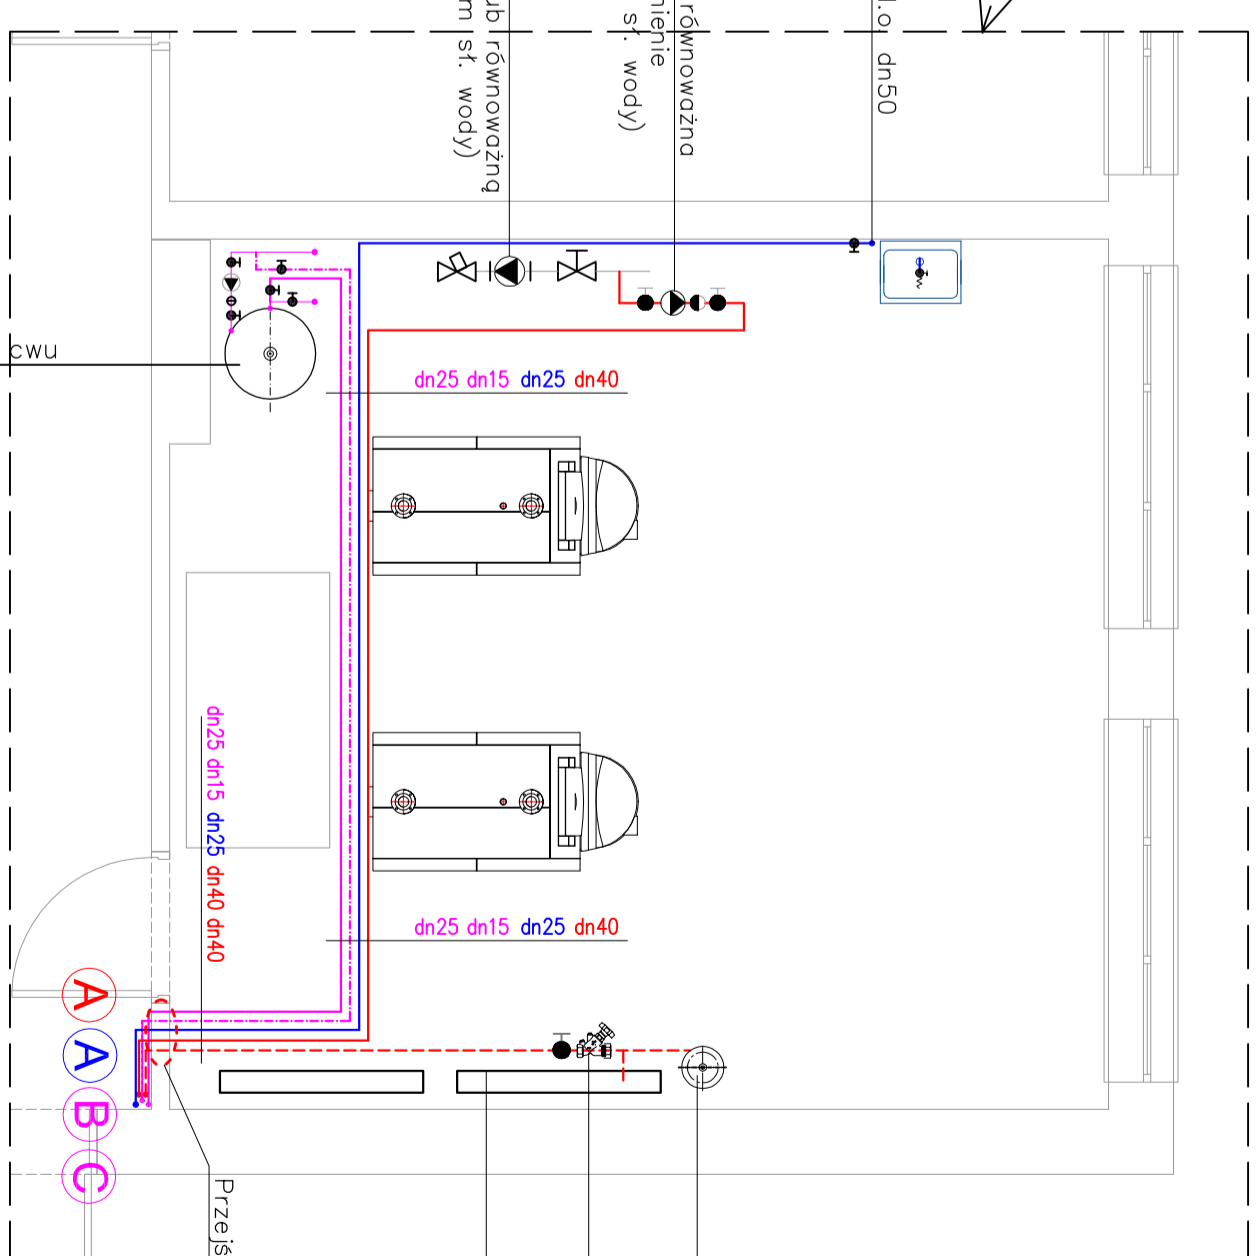 ub równoważną
m sł. wody)
równoważna
nienie
sł. wody)
.o. dn50
cwu
dn25 dn15 dn25 dn40
dn25 dn15 dn25 dn40 dn40
dn25 dn15 dn25 dn40
A
A
B
C
Przejś